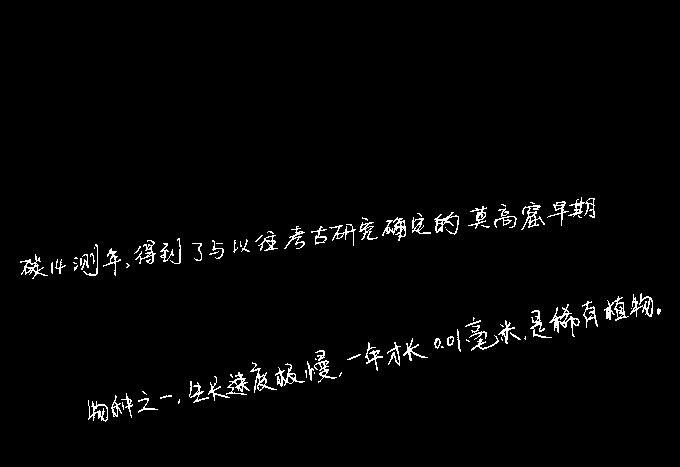 碳14测年,得到了与以往考古研究确定的莫高窟早期
物种之一,生长速度极慢,一年才长0.01毫米,是稀有植物。